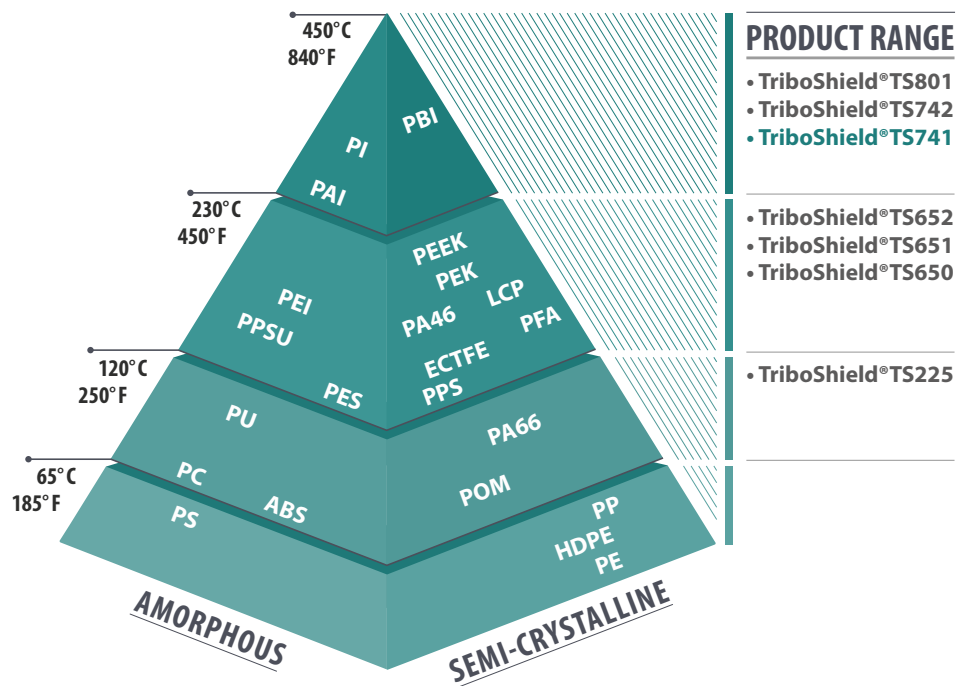 450°C
840°F
PRODUCT RANGE
• TriboShield®TS801
• TriboShield®TS742
• TriboShield®TS741
PBI
PI
PAI
230°C
450°F
• TriboShield®TS652
• TriboShield®TS651
• TriboShield®TS650
PEEK
PEK
LCP
PEI
PA46
PFA
PPSU
ECTFE
PES
PPS
120°C
250°F
• TriboShield®TS225
PU
PA66
PC
POM
ABS
65°C
185°F
PS
PP
HDPE
PE
AMORPHOUS
SEMI-CRYSTALLINE